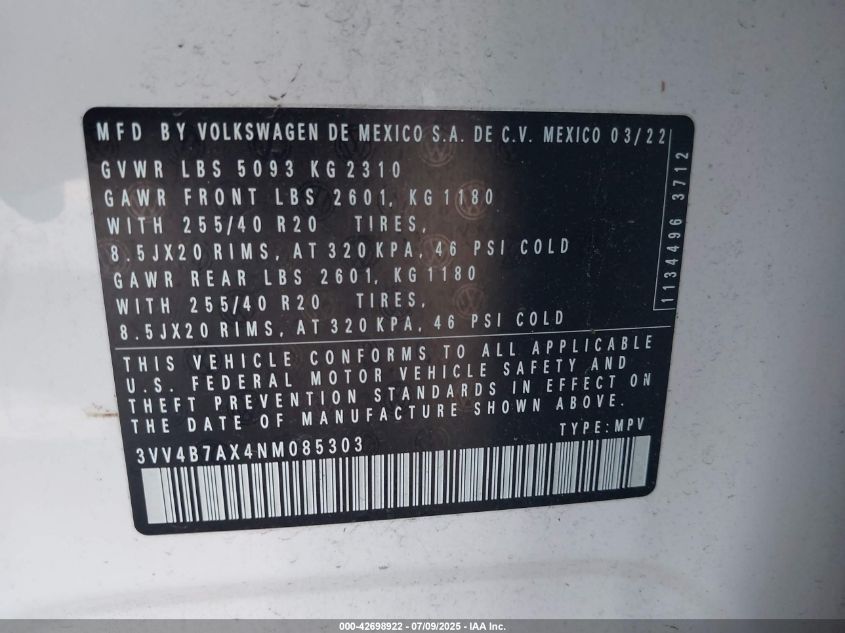 MFD BY VOLKSWAGEN DE MEXICO S.A. DE C.V. MEXICO 03/22
GVWR LBS 5093 KG 2310
GAWR FRONT LBS 2601, KG 1180
WITH 255/40 R20 TIRES,
8.5JX20 RIMS, AT 320 KPA, 46 PSI COLD
GAWR REAR LBS 2601, KG 1180
WITH 255/40 R20 TIRES,
8.5JX20 RIMS, AT 320 KPA, 46 PSI COLD
1134496 3712
THIS VEHICLE CONFORMS TO ALL APPLICABLE
U.S. FEDERAL MOTOR VEHICLE SAFETY AND
THEFT PREVENTION STANDARDS IN EFFECT ON
THE DATE OF MANUFACTURE SHOWN ABOVE.
TYPE: MPV
3VV4B7AX4NM085303
000-42698922 - 07/09/2025 - IAA Inc.